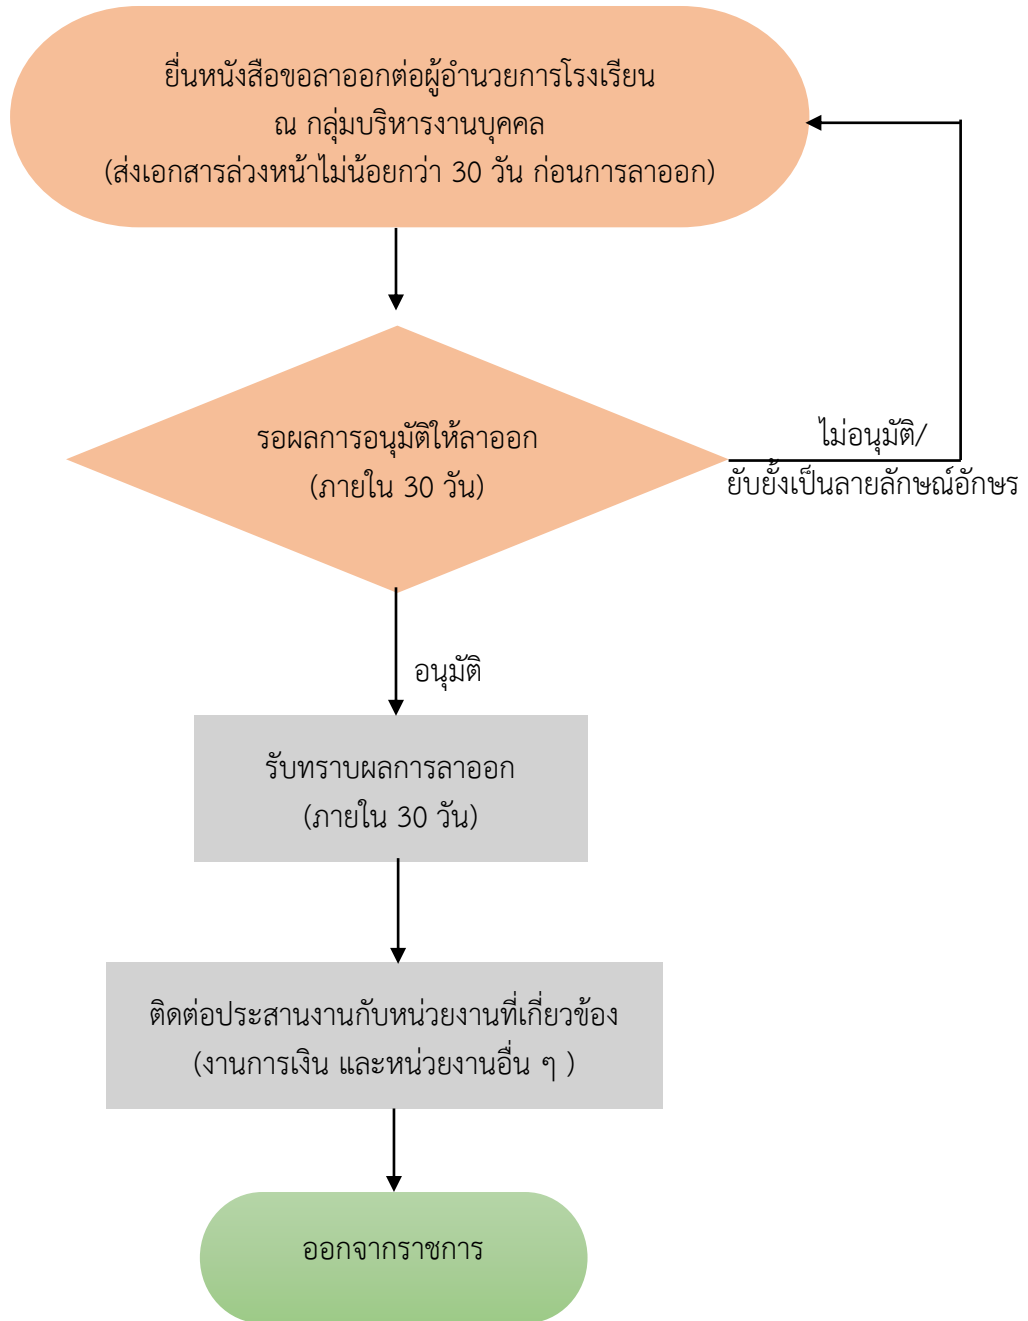 ยื่นหนังสือขอลาออกต่อผู้อำนวยการโรงเรียน
ณ กลุ่มบริหารงานบุคคล
(ส่งเอกสารล่วงหน้าไม่น้อยกว่า 30 วัน ก่อนการลาออก)
รอผลการอนุมัติให้ลาออก
(ภายใน 30 วัน)
ไม่อนุมัติ/
ยับยั้งเป็นลายลักษณ์อักษร
อนุมัติ
รับทราบผลการลาออก
(ภายใน 30 วัน)
ติดต่อประสานงานกับหน่วยงานที่เกี่ยวข้อง
(งานการเงิน และหน่วยงานอื่น ๆ )
ออกจากราชการ